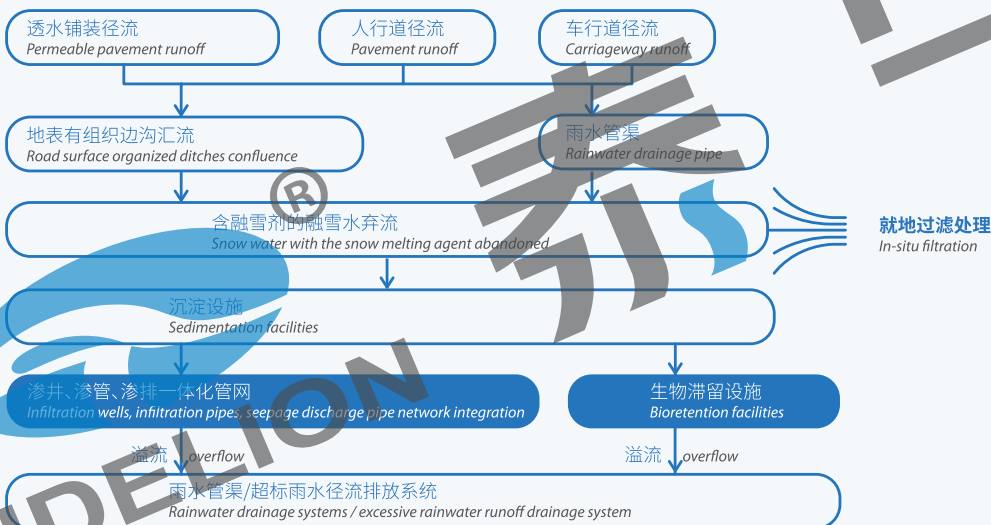 透水铺装径流
Permeable pavement runoff
人行道径流
Pavement runoff
车行道径流
Carriageway runoff
地表有组织边沟汇流
Road surface organized ditches confluence
雨水管渠
Rainwater drainage pipe
含融雪剂的融雪水弃流
Snow water with the snow melting agent abandoned
就地过滤处理
In-situ filtration
沉淀设施
Sedimentation facilities
渗井、渗管、渗排一体化管网
Infiltration wells, infiltration pipes, seepage discharge pipe network integration
生物滞留设施
Bioretention facilities
溢流 overflow
溢流 overflow
雨水管渠/超标雨水径流排放系统
Rainwater drainage systems / excessive rainwater runoff drainage system
®
NDELION